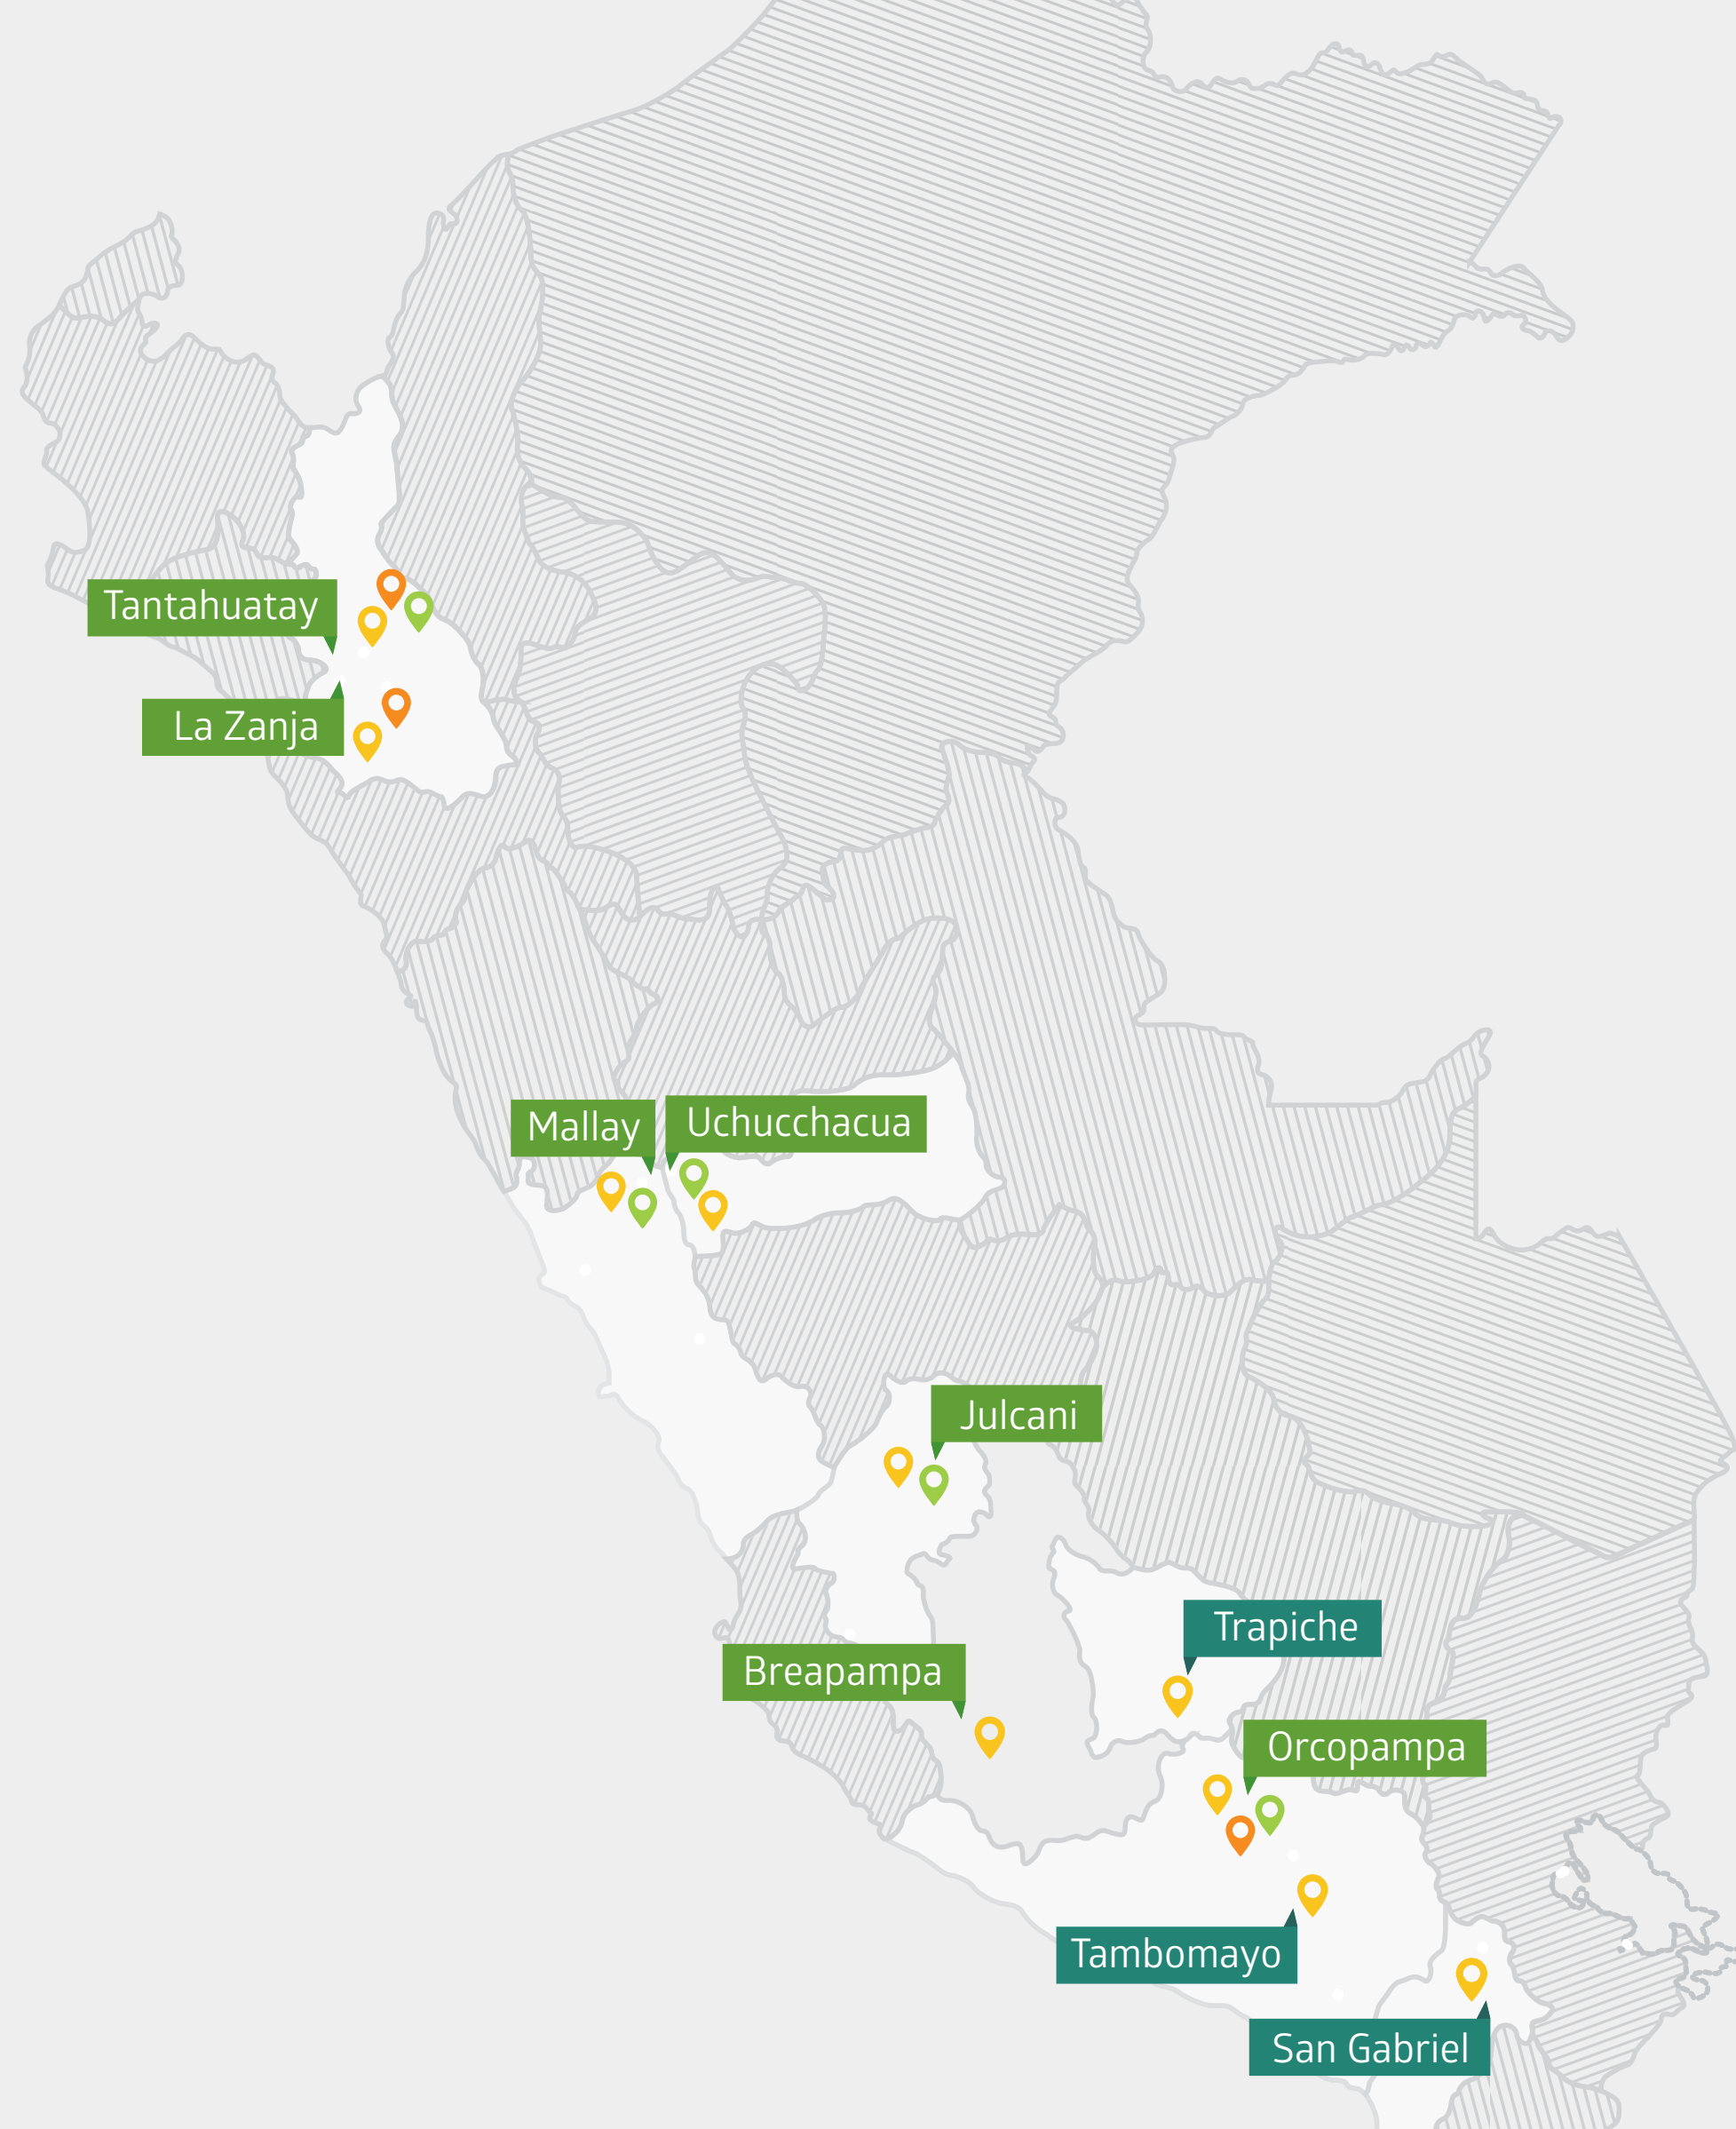 Tantahuatay
La Zanja
Mallay
Uchucchacua
Julcani
Trapiche
Breapampa
Orcopampa
Tambomayo
San Gabriel